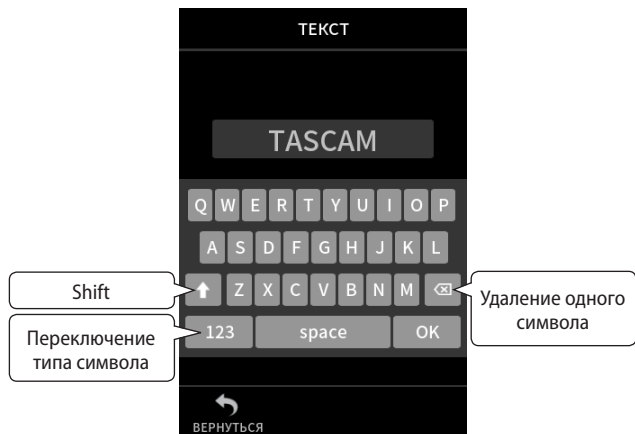 ТЕКСТ
TASCAM
Q W E R T Y U I O P
A S D F G H J K L
Shift
Z X C V B N M
Удаление одного
символа
Переключение
типа символа
123 space OK
ВЕРНУТЬСЯ